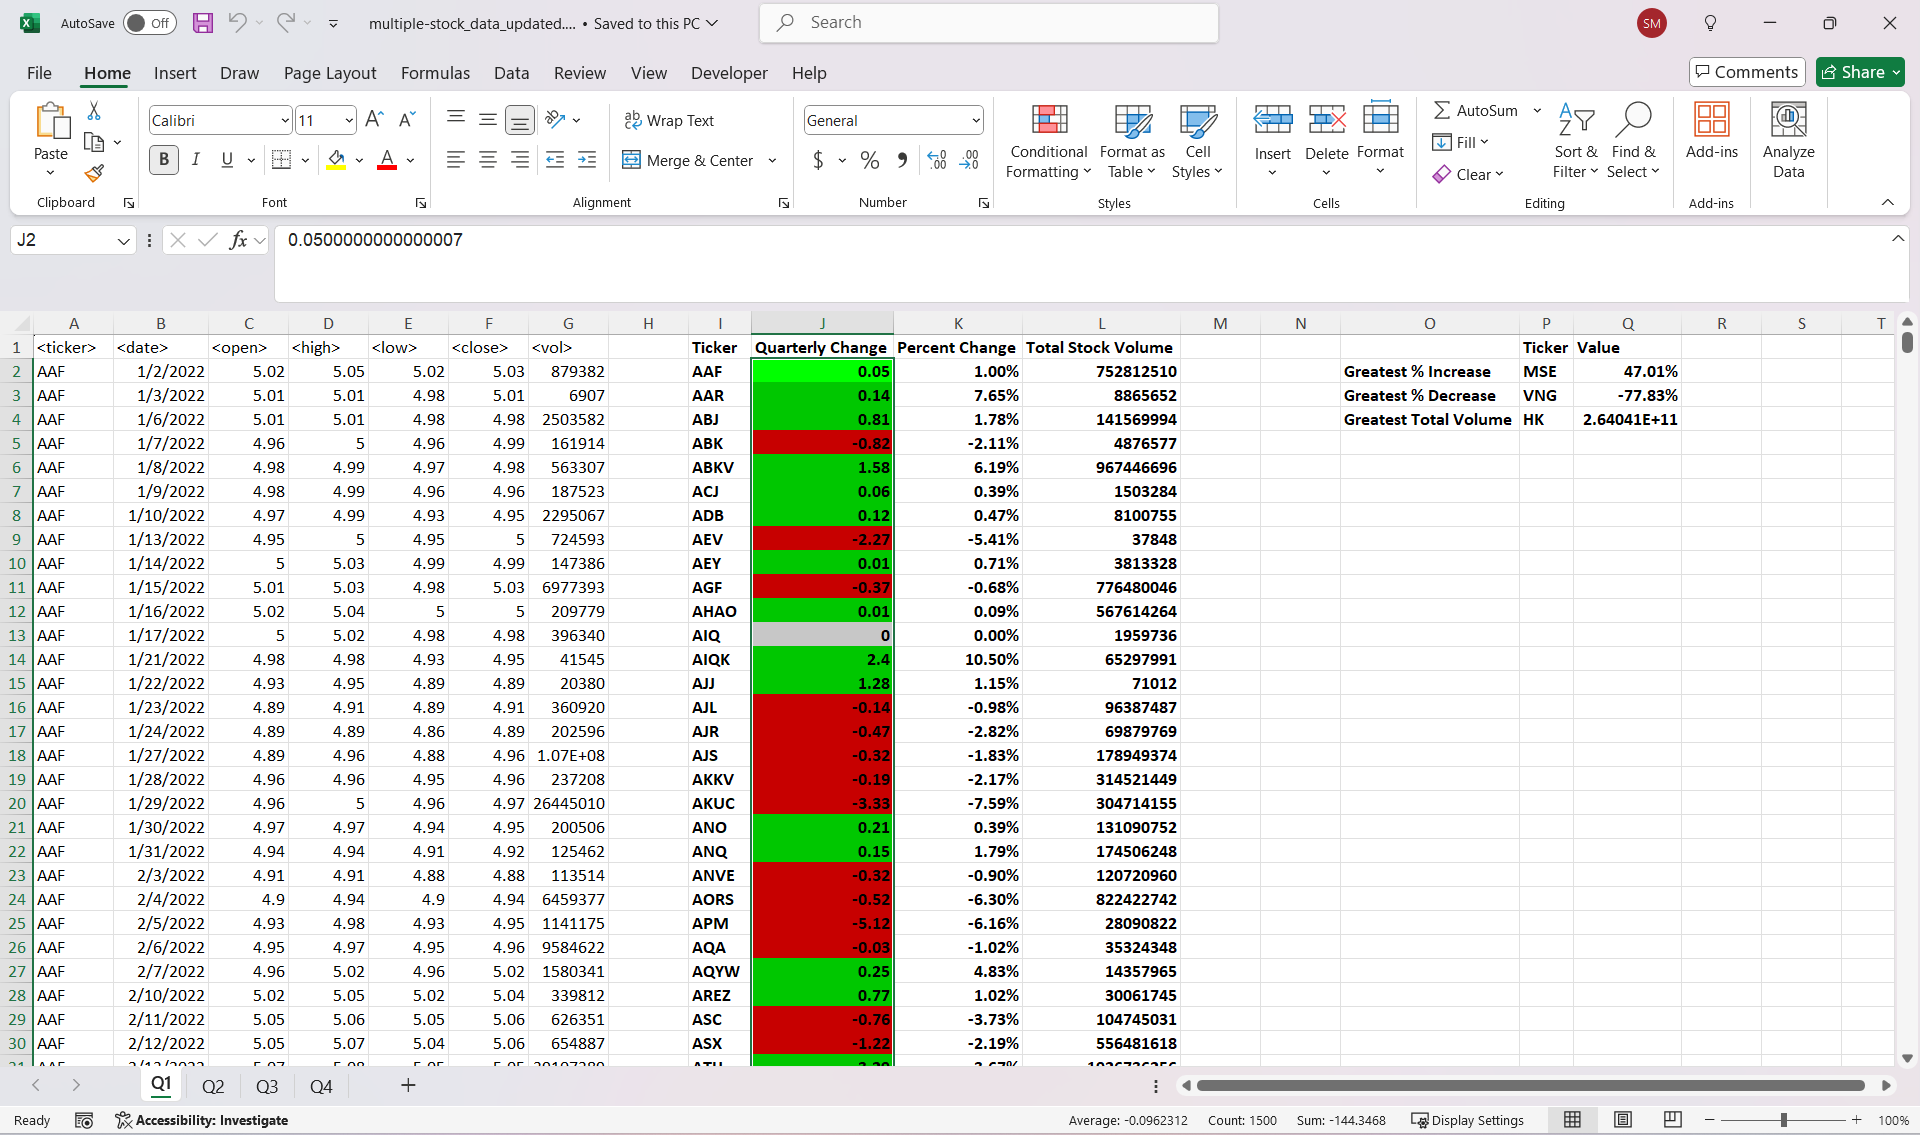 AutoSave Off multiple-stock_data_updated.... • Saved to this PC Search SM
File Home Insert Draw Page Layout Formulas Data Review View Developer Help Comments Share
Paste
Clipboard
Calibri 11
B I U
Font
Wrap Text
Merge & Center
Alignment
General
$ % 
Number
Conditional Formatting
Format as Table
Cell Styles
Styles
Insert Delete Format
Cells
AutoSum
Fill
Clear
Sort & Filter
Find & Select
Editing
Add-ins
Add-ins
Analyze Data
J2 fx 0.0500000000000007
A B C D E F G H I J K L M N O P Q R S T
1 <ticker> <date> <open> <high> <low> <close> <vol> Ticker Quarterly Change Percent Change Total Stock Volume Ticker Value
2 AAF 1/2/2022 5.02 5.05 5.02 5.03 879382 AAF 0.05 1.00% 752812510 Greatest % Increase MSE 47.01%
3 AAF 1/3/2022 5.01 5.01 4.98 5.01 6907 AAR 0.14 7.65% 8865652 Greatest % Decrease VNG -77.83%
4 AAF 1/6/2022 5.01 5.01 4.98 4.98 2503582 ABJ 0.81 1.78% 141569994 Greatest Total Volume HK 2.64041E+11
5 AAF 1/7/2022 4.96 5 4.96 4.99 161914 ABK -0.82 -2.11% 4876577
6 AAF 1/8/2022 4.98 4.99 4.97 4.98 563307 ABKV 1.58 6.19% 967446696
7 AAF 1/9/2022 4.98 4.99 4.96 4.96 187523 ACJ 0.06 0.39% 1503284
8 AAF 1/10/2022 4.97 4.99 4.93 4.95 2295067 ADB 0.12 0.47% 8100755
9 AAF 1/13/2022 4.95 5 4.95 5 724593 AEV -2.27 -5.41% 37848
10 AAF 1/14/2022 5 5.03 4.99 4.99 147386 AEY 0.01 0.71% 3813328
11 AAF 1/15/2022 5.01 5.03 4.98 5.03 6977393 AGF -0.37 -0.68% 776480046
12 AAF 1/16/2022 5.02 5.04 5 5 209779 AHAO 0.01 0.09% 567614264
13 AAF 1/17/2022 5 5.02 4.98 4.98 396340 AIQ 0 0.00% 1959736
14 AAF 1/21/2022 4.98 4.98 4.93 4.95 41545 AIQK 2.4 10.50% 65297991
15 AAF 1/22/2022 4.93 4.95 4.89 4.89 20380 AJJ 1.28 1.15% 71012
16 AAF 1/23/2022 4.89 4.91 4.89 4.91 360920 AJL -0.14 -0.98% 96387487
17 AAF 1/24/2022 4.89 4.89 4.86 4.89 202596 AJR -0.47 -2.82% 69879769
18 AAF 1/27/2022 4.89 4.96 4.88 4.96 1.07E+08 AJS -0.32 -1.83% 178949374
19 AAF 1/28/2022 4.96 4.96 4.95 4.96 237208 AKKV -0.19 -2.17% 314521449
20 AAF 1/29/2022 4.96 5 4.96 4.97 26445010 AKUC -3.33 -7.59% 304714155
21 AAF 1/30/2022 4.97 4.97 4.94 4.95 200506 ANO 0.21 0.39% 131090752
22 AAF 1/31/2022 4.94 4.94 4.91 4.92 125462 ANQ 0.15 1.79% 174506248
23 AAF 2/3/2022 4.91 4.91 4.88 4.88 113514 ANVE -0.32 -0.90% 120720960
24 AAF 2/4/2022 4.9 4.94 4.9 4.94 6459377 AORS -0.52 -6.30% 822422742
25 AAF 2/5/2022 4.93 4.98 4.93 4.95 1141175 APM -5.12 -6.16% 28090822
26 AAF 2/6/2022 4.95 4.97 4.95 4.96 9584622 AQA -0.03 -1.02% 35324348
27 AAF 2/7/2022 4.96 5.02 4.96 5.02 1580341 AQYW 0.25 4.83% 14357965
28 AAF 2/10/2022 5.02 5.05 5.02 5.04 339812 AREZ 0.77 1.02% 30061745
29 AAF 2/11/2022 5.05 5.06 5.05 5.06 626351 ASC -0.76 -3.73% 104745031
30 AAF 2/12/2022 5.05 5.07 5.04 5.06 654887 ASX -1.22 -2.19% 556481618
Q1 Q2 Q3 Q4
Ready Accessibility: Investigate Average: -0.0962312 Count: 1500 Sum: -144.3468 Display Settings 100%